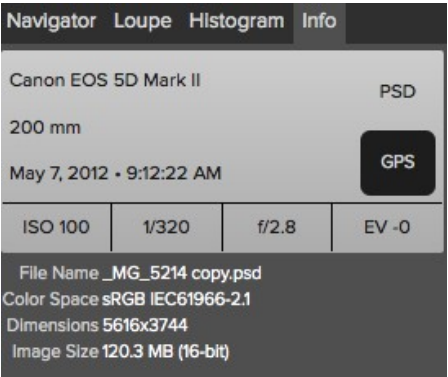 Navigator Loupe Histogram Info
Canon EOS 5D Mark II
PSD
200 mm
GPS
May 7, 2012 • 9:12:22 AM
ISO 100 1/320 f/2.8 EV -0
File Name _MG_5214 copy.psd
Color Space sRGB IEC61966-2.1
Dimensions 5616x3744
Image Size 120.3 MB (16-bit)